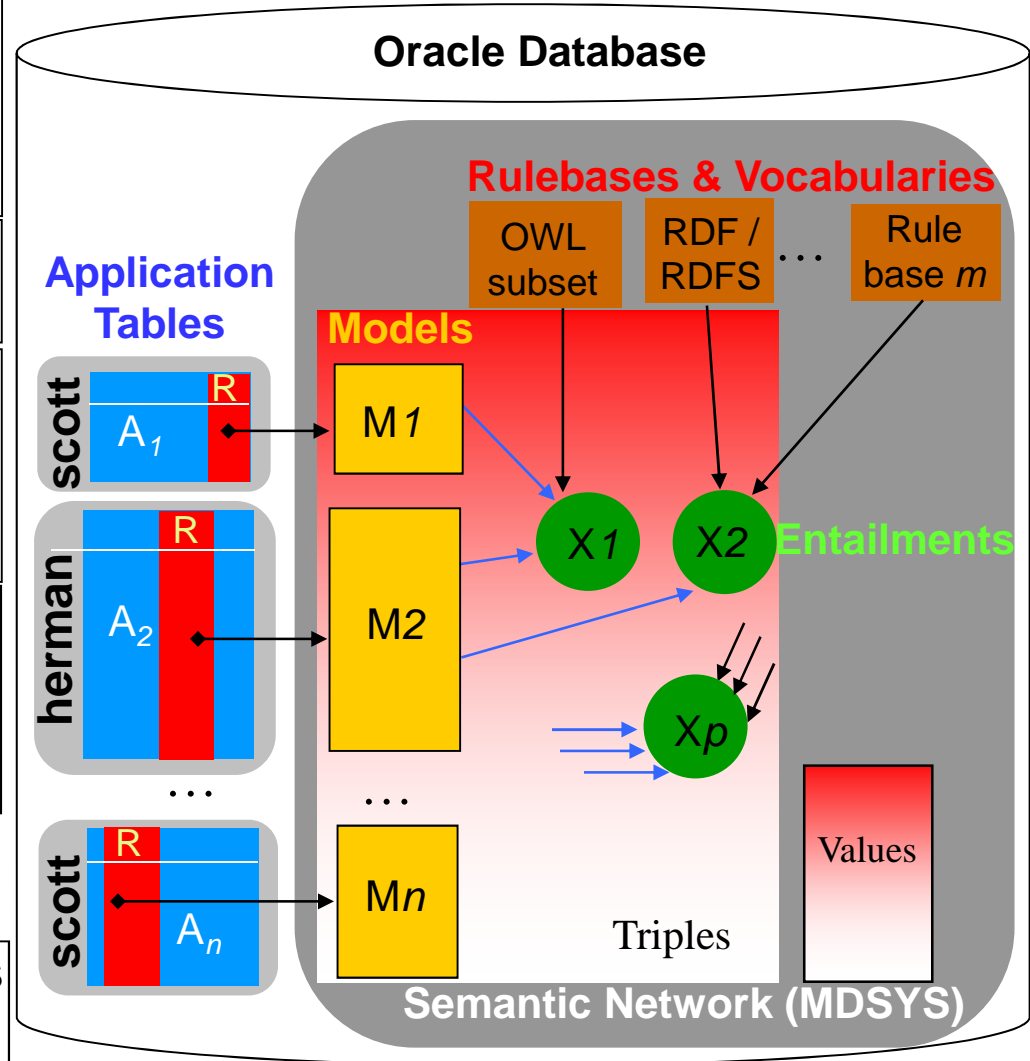 Oracle Database
Rulebases & Vocabularies
OWL
subset
RDF /
RDFS
...
Rule
base m
Application
Tables
Models
scott
R
A1
M1
herman
R
A2
M2
X1
X2
Entailments
Xp
...
...
scott
R
An
Mn
Values
Triples
Semantic Network (MDSYS)
s